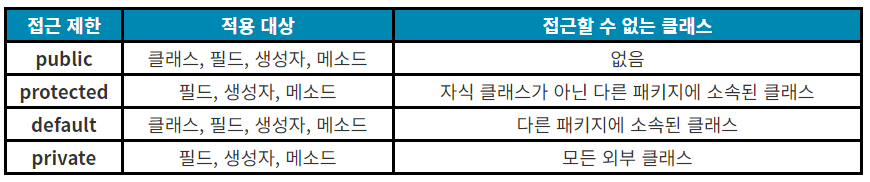 접근 제한 적용 대상 접근할 수 없는 클래스
public 클래스, 필드, 생성자, 메소드 없음
protected 필드, 생성자, 메소드 자식 클래스가 아닌 다른 패키지에 소속된 클래스
default 클래스, 필드, 생성자, 메소드 다른 패키지에 소속된 클래스
private 필드, 생성자, 메소드 모든 외부 클래스